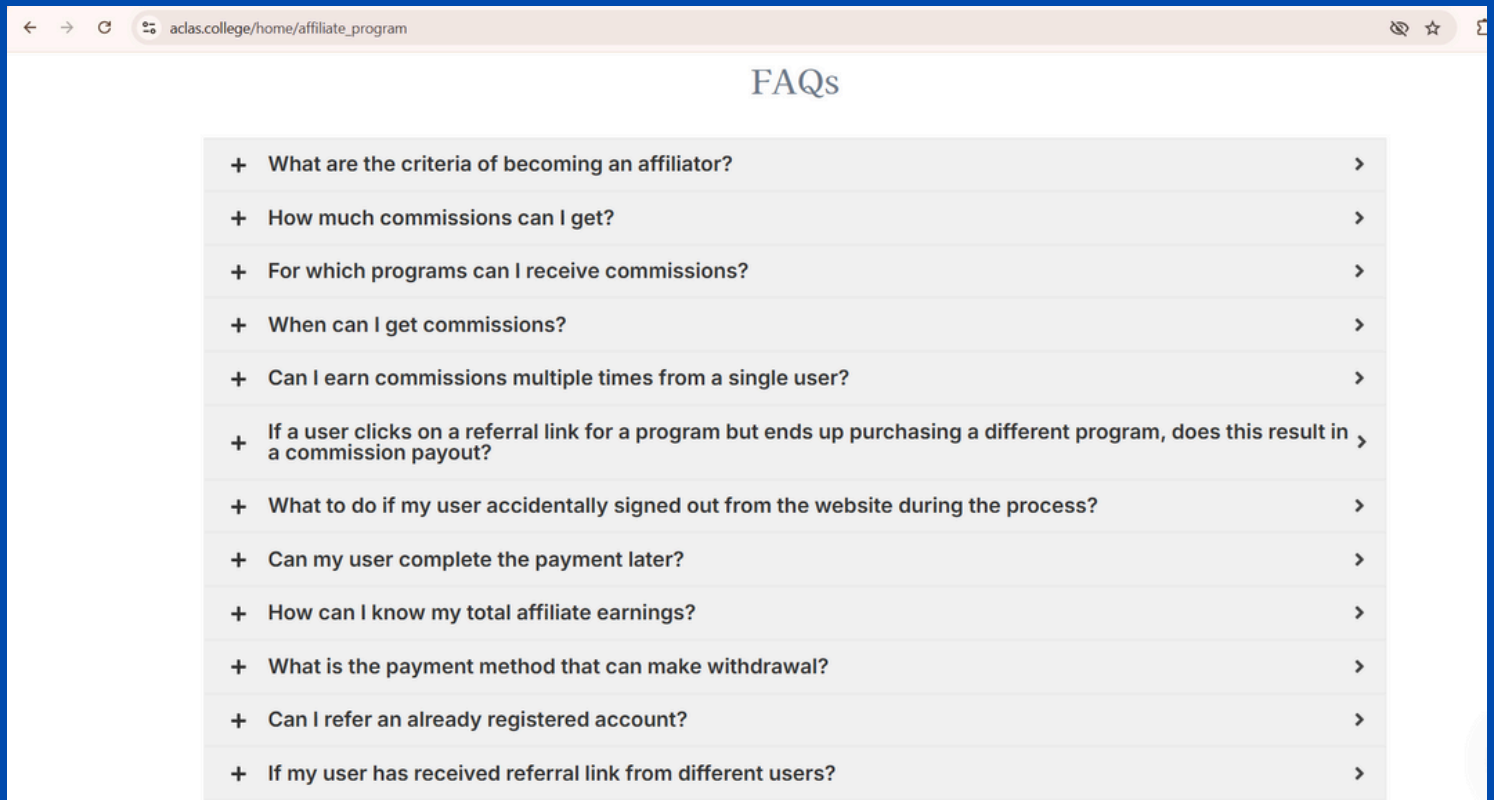 aclas.college/home/affiliate_program
FAQs
What are the criteria of becoming an affiliator?
How much commissions can I get?
For which programs can I receive commissions?
When can I get commissions?
Can I earn commissions multiple times from a single user?
If a user clicks on a referral link for a program but ends up purchasing a different program, does this result in
a commission payout?
What to do if my user accidentally signed out from the website during the process?
Can my user complete the payment later?
How can I know my total affiliate earnings?
What is the payment method that can make withdrawal?
Can I refer an already registered account?
If my user has received referral link from different users?